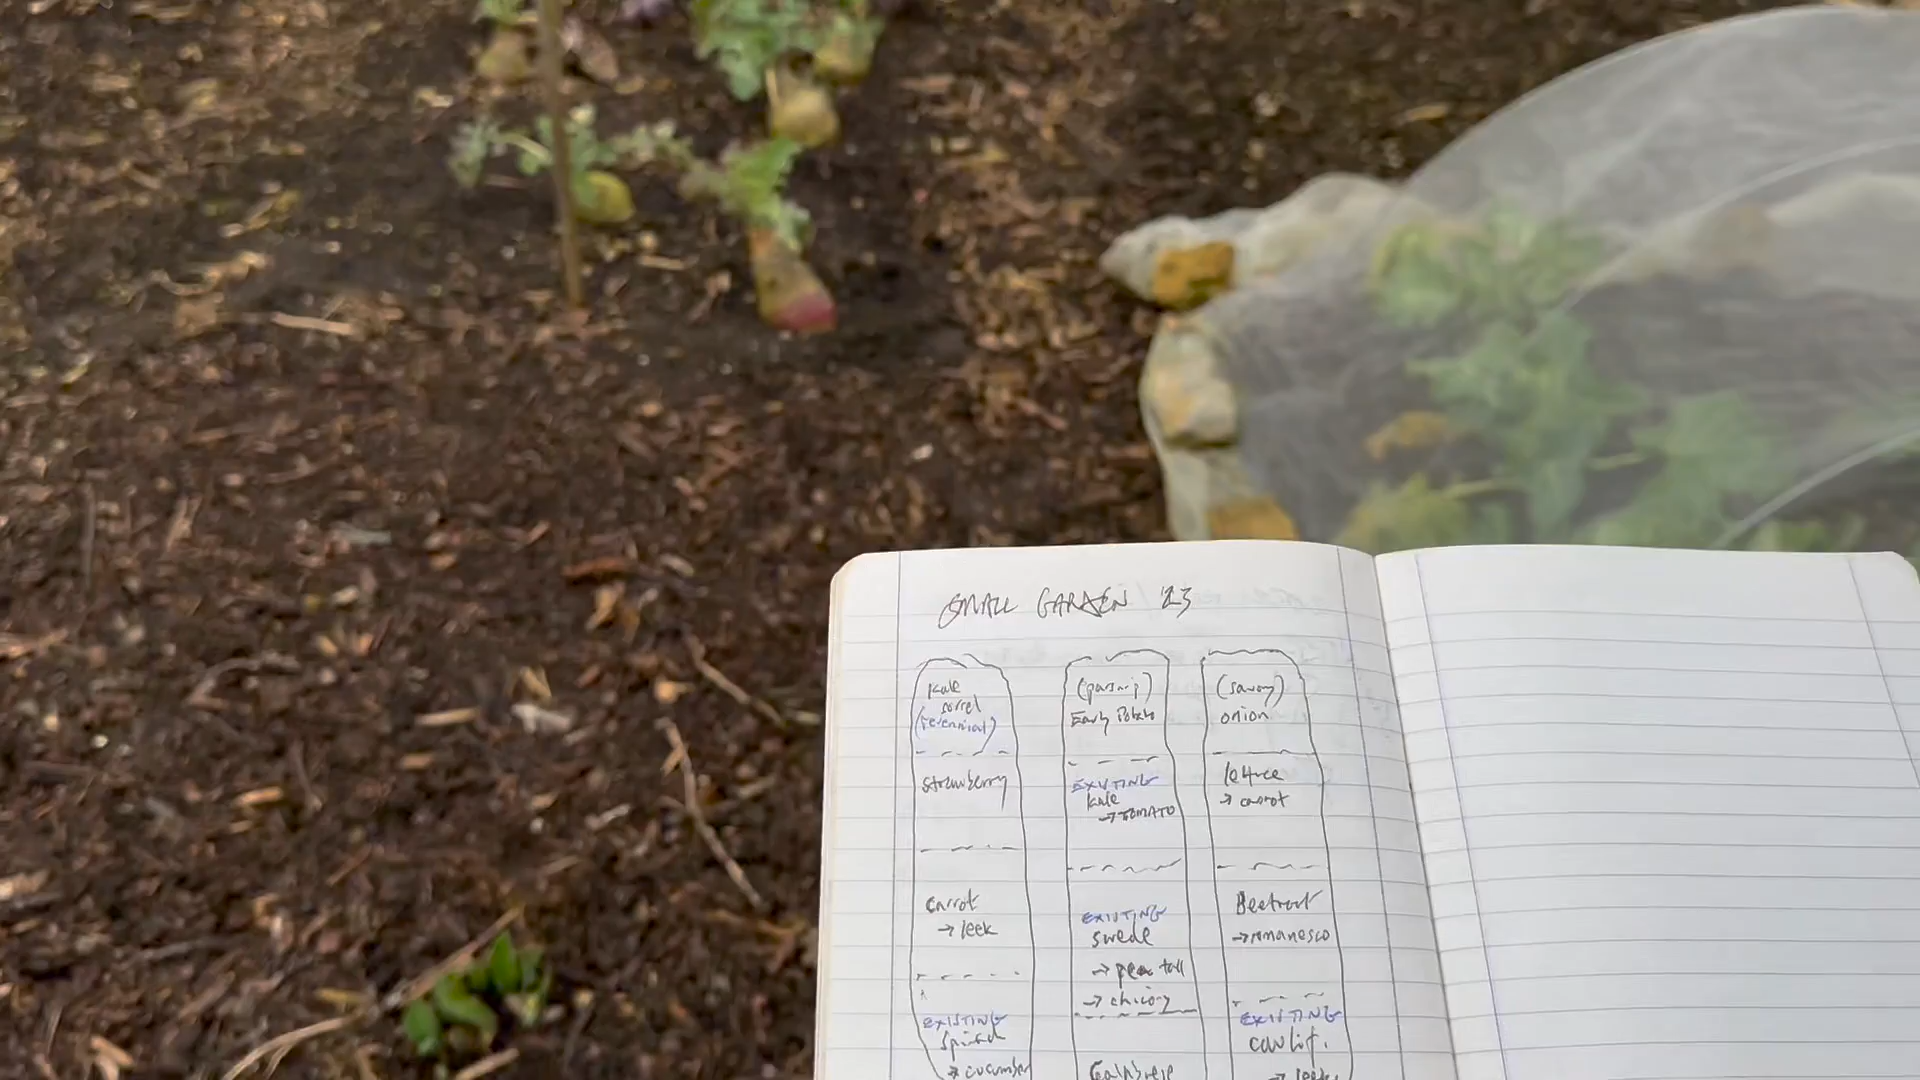 SMALL GARDEN '23
kale
sorrel
(Perennial)
strawberry
carrot
→ leek
EXISTING
Spinach
→ cucumber
(parsnip)
Early Potato
EXISTING
kale
→ TOMATO
EXISTING
swede
→ pea tall
→ chicory
Calabrese
(savoy)
onion
lettuce
→ carrot
Beetroot
→ romanesco
EXISTING
caulif.